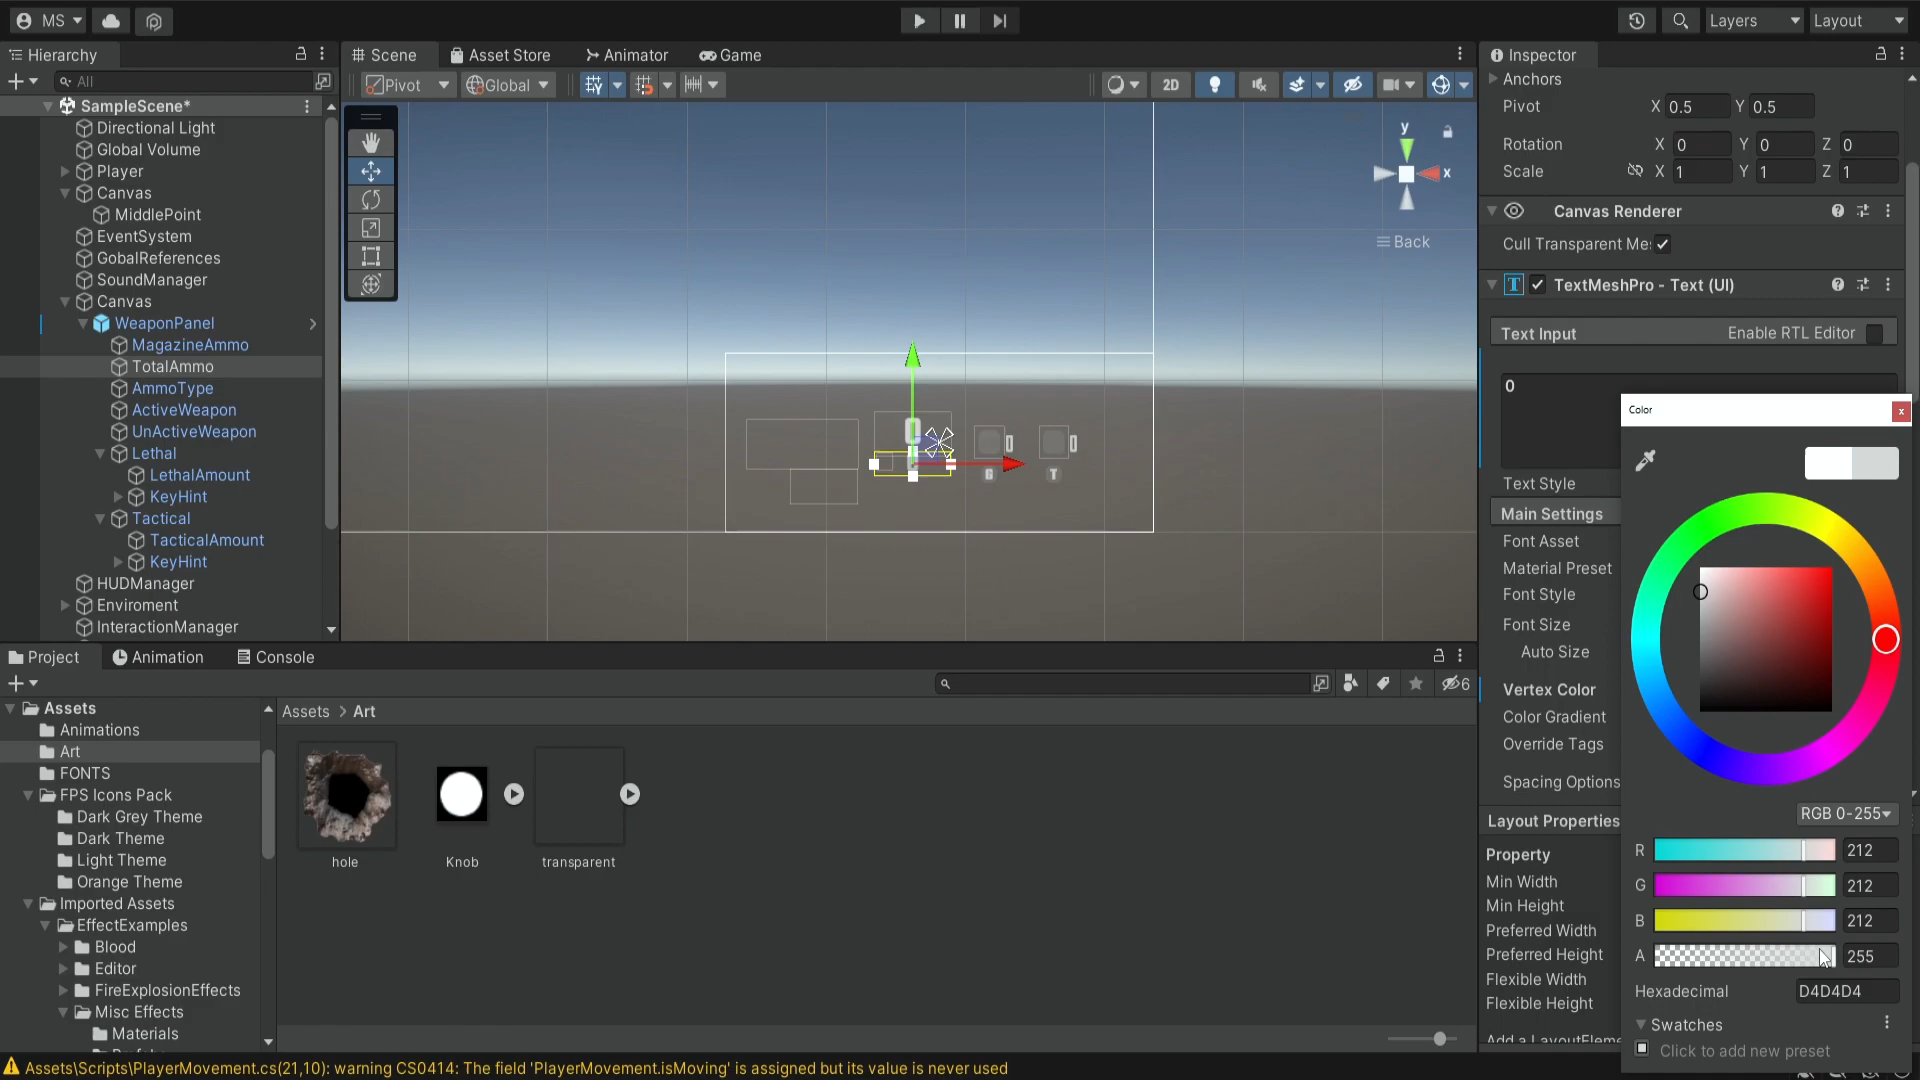 MS
Layers
Layout
Hierarchy
Scene
Asset Store
Animator
Game
Inspector
All
Pivot
Global
2D
SampleScene*
Directional Light
Global Volume
Player
Canvas
MiddlePoint
EventSystem
GobalReferences
SoundManager
Canvas
WeaponPanel
MagazineAmmo
TotalAmmo
AmmoType
ActiveWeapon
UnActiveWeapon
Lethal
LethalAmount
KeyHint
Tactical
TacticalAmount
KeyHint
HUDManager
Enviroment
InteractionManager
y
x
Back
0
0
0
G
T
Anchors
Pivot X 0.5 Y 0.5
Rotation X 0 Y 0 Z 0
Scale X 1 Y 1 Z 1
Canvas Renderer
Cull Transparent Me:
TextMeshPro - Text (UI)
Text Input Enable RTL Editor
0
Text Style
Main Settings
Font Asset
Material Preset
Font Style
Font Size
Auto Size
Vertex Color
Color Gradient
Override Tags
Spacing Options
Layout Properties
Property
Min Width
Min Height
Preferred Width
Preferred Height
Flexible Width
Flexible Height
Add a LayoutEleme
Color
x
RGB 0-255
R 212
G 212
B 212
A 255
Hexadecimal D4D4D4
Swatches
Click to add new preset
Project
Animation
Console
6
Assets
Animations
Art
FONTS
FPS Icons Pack
Dark Grey Theme
Dark Theme
Light Theme
Orange Theme
Imported Assets
EffectExamples
Blood
Editor
FireExplosionEffects
Misc Effects
Materials
Assets > Art
hole
Knob
transparent
Assets\Scripts\PlayerMovement.cs(21,10): warning CS0414: The field 'PlayerMovement.isMoving' is assigned but its value is never used